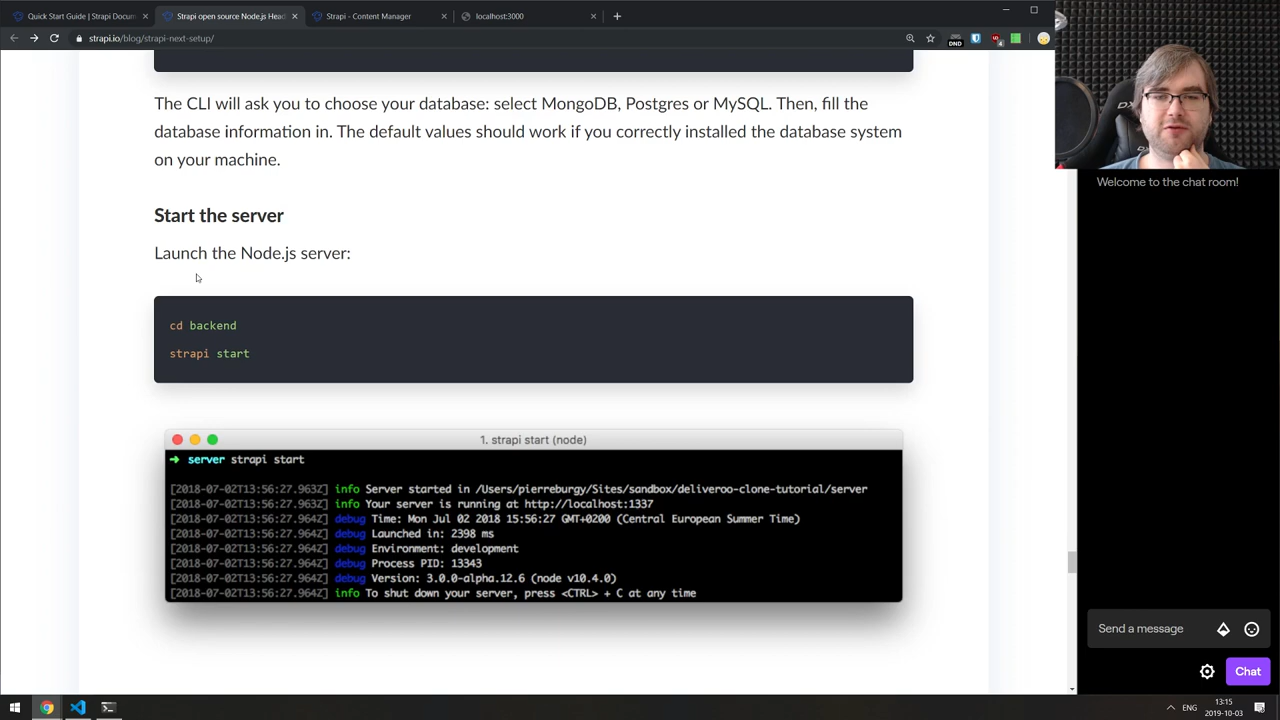 Quick Start Guide | Strapi Docum
Strapi open source Node.js Head
Strapi - Content Manager
localhost:3000
strapi.io/blog/strapi-next-setup/
DND
4
The CLI will ask you to choose your database: select MongoDB, Postgres or MySQL. Then, fill the
database information in. The default values should work if you correctly installed the database system
on your machine.
Start the server
Launch the Node.js server:
cd backend
strapi start
1. strapi start (node)
➜ server strapi start
[2018-07-02T13:56:27.963Z] info Server started in /Users/pierreburgy/Sites/sandbox/deliveroo-clone-tutorial/server
[2018-07-02T13:56:27.964Z] info Your server is running at http://localhost:1337
[2018-07-02T13:56:27.964Z] debug Time: Mon Jul 02 2018 15:56:27 GMT+0200 (Central European Summer Time)
[2018-07-02T13:56:27.964Z] debug Launched in: 2398 ms
[2018-07-02T13:56:27.964Z] debug Environment: development
[2018-07-02T13:56:27.964Z] debug Process PID: 13343
[2018-07-02T13:56:27.964Z] debug Version: 3.0.0-alpha.12.6 (node v10.4.0)
[2018-07-02T13:56:27.964Z] info To shut down your server, press <CTRL> + C at any time
Welcome to the chat room!
Send a message
Chat
ENG
13:15
2019-10-03